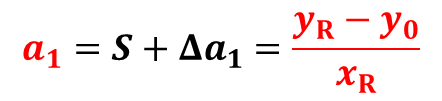 a₁ = S + Δa₁ = (y_R − y₀) / x_R